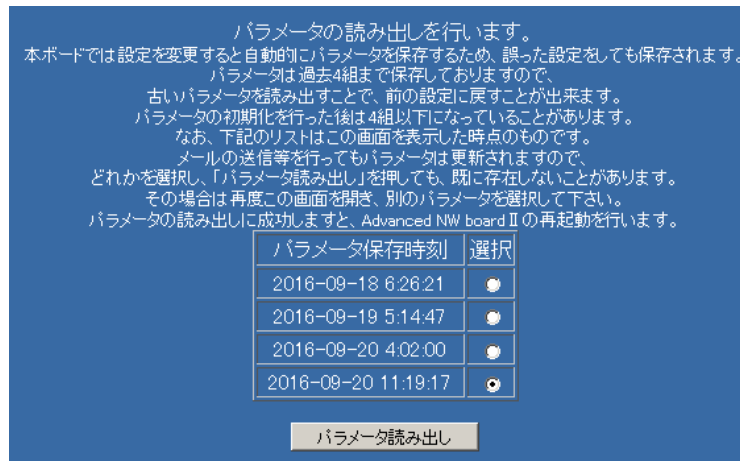 パラメータの読み出しを行います。
本ボードでは設定を変更すると自動的にパラメータを保存するため、誤った設定をしても保存されます。
パラメータは過去4組まで保存しておりますので、
古いパラメータを読み出すことで、前の設定に戻すことが出来ます。
パラメータの初期化を行った後は4組以下になっていることがあります。
なお、下記のリストはこの画面を表示した時点のものです。
メールの送信等を行ってもパラメータは更新されますので、
どれかを選択し、「パラメータ読み出し」を押しても、既に存在しないことがあります。
その場合は再度この画面を開き、別のパラメータを選択して下さい。
パラメータの読み出しに成功しますと、Advanced NW boardⅡの再起動を行います。
パラメータ保存時刻 選択
2016-09-18 6:26:21
2016-09-19 5:14:47
2016-09-20 4:02:00
2016-09-20 11:19:17
パラメータ読み出し